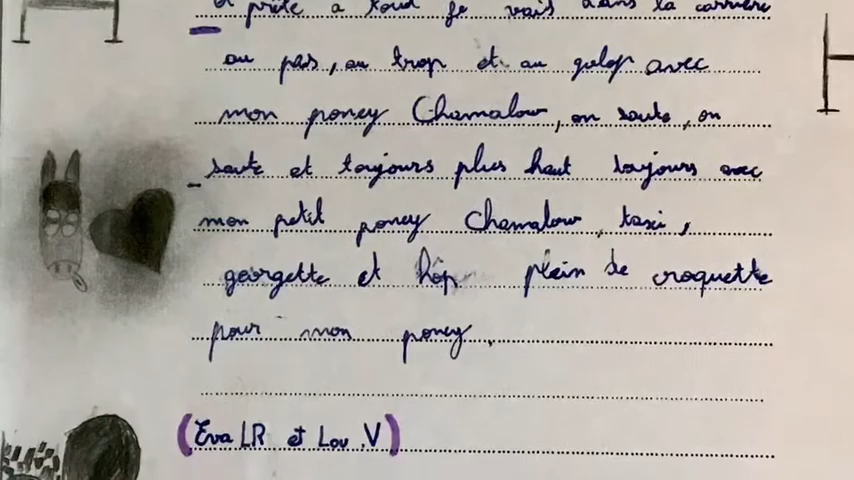 et prête a tout je vais dans la carrière
au pas, au trop et au galop avec
mon poney Chamalow, on saute, on
saute et toujours plus haut toujours avec
mon petit poney Chamalow, taxi,
georgette et hop plein de croquette
pour mon poney.
(Eva LR et Lou.V)